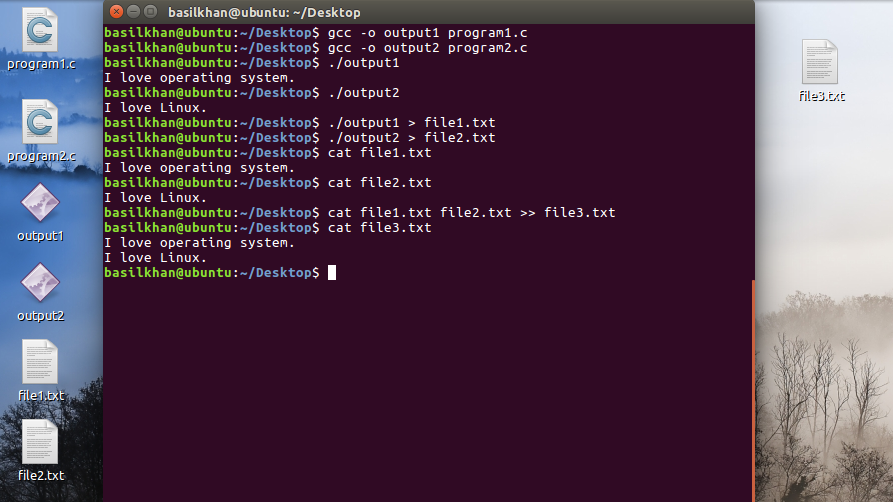 basilkhan@ubuntu: ~/Desktop
basilkhan@ubuntu:~/Desktop$ gcc -o output1 program1.c
basilkhan@ubuntu:~/Desktop$ gcc -o output2 program2.c
basilkhan@ubuntu:~/Desktop$ ./output1
I love operating system.
basilkhan@ubuntu:~/Desktop$ ./output2
I love Linux.
basilkhan@ubuntu:~/Desktop$ ./output1 > file1.txt
basilkhan@ubuntu:~/Desktop$ ./output2 > file2.txt
basilkhan@ubuntu:~/Desktop$ cat file1.txt
I love operating system.
basilkhan@ubuntu:~/Desktop$ cat file2.txt
I love Linux.
basilkhan@ubuntu:~/Desktop$ cat file1.txt file2.txt >> file3.txt
basilkhan@ubuntu:~/Desktop$ cat file3.txt
I love operating system.
I love Linux.
basilkhan@ubuntu:~/Desktop$
program1.c
program2.c
output1
output2
file1.txt
file2.txt
file3.txt